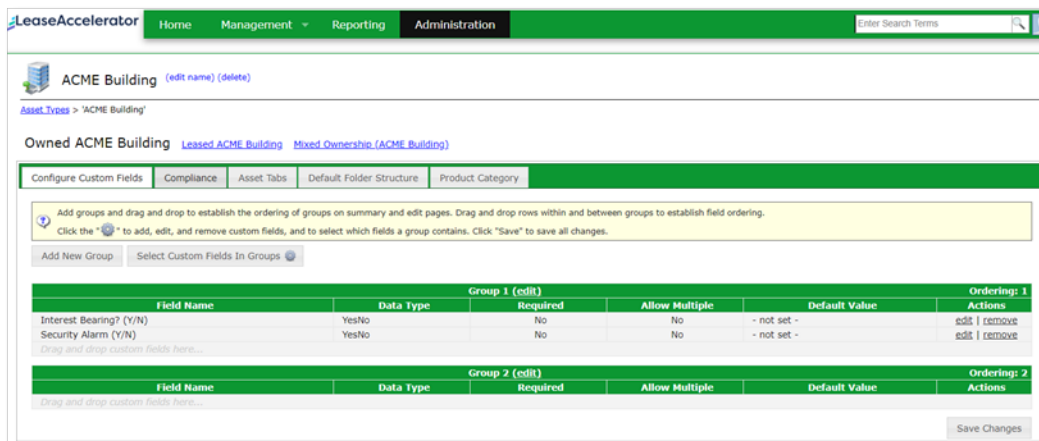 LeaseAccelerator Home Management Reporting Administration Enter Search Terms
ACME Building (edit name) (delete)
Asset Types > 'ACME Building'
Owned ACME Building Leased ACME Building Mixed Ownership (ACME Building)
Configure Custom Fields Compliance Asset Tabs Default Folder Structure Product Category
Add groups and drag and drop to establish the ordering of groups on summary and edit pages. Drag and drop rows within and between groups to establish field ordering.
Click the " " to add, edit, and remove custom fields, and to select which fields a group contains. Click "Save" to save all changes.
Add New Group Select Custom Fields In Groups
Group 1 (edit) Ordering: 1
Field Name Data Type Required Allow Multiple Default Value Actions
Interest Bearing? (Y/N) YesNo No No - not set - edit | remove
Security Alarm (Y/N) YesNo No No - not set - edit | remove
Drag and drop custom fields here...
Group 2 (edit) Ordering: 2
Field Name Data Type Required Allow Multiple Default Value Actions
Drag and drop custom fields here...
Save Changes